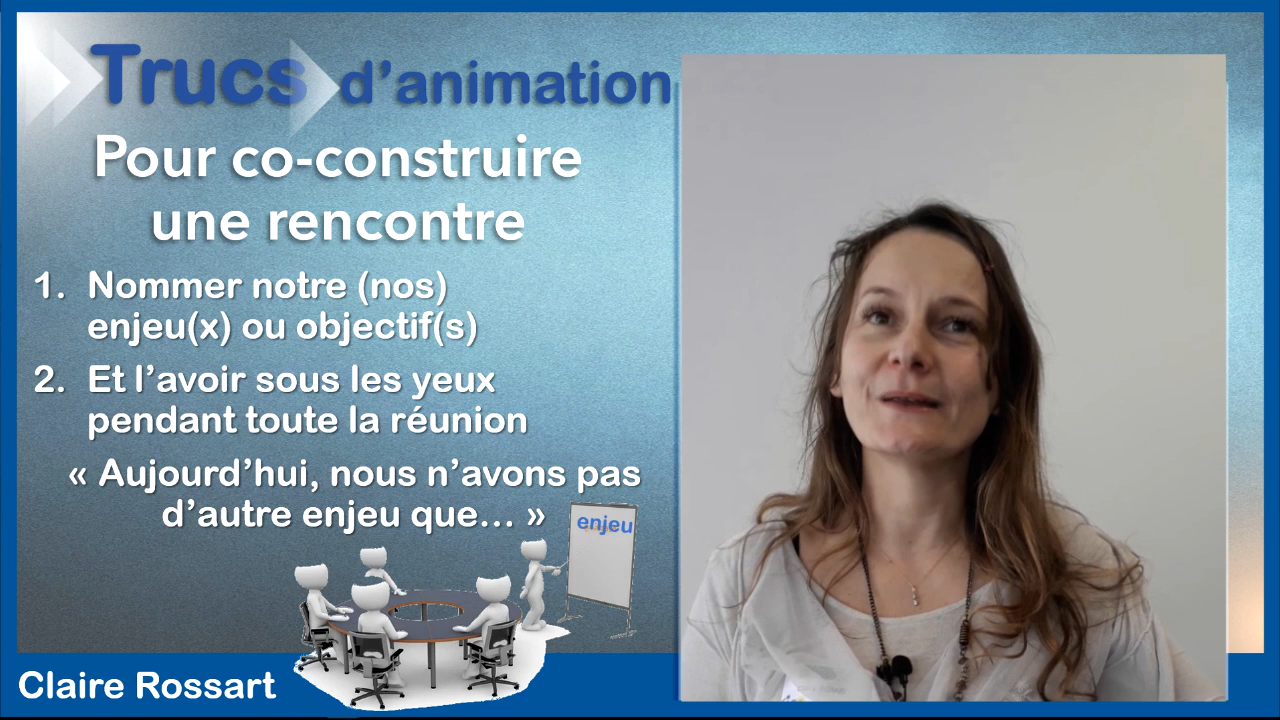 Trucs d’animation
Pour co-construire
une rencontre
1. Nommer notre (nos)
enjeu(x) ou objectif(s)
2. Et l’avoir sous les yeux
pendant toute la réunion
« Aujourd’hui, nous n’avons pas
d’autre enjeu que... »
enjeu
Claire Rossart